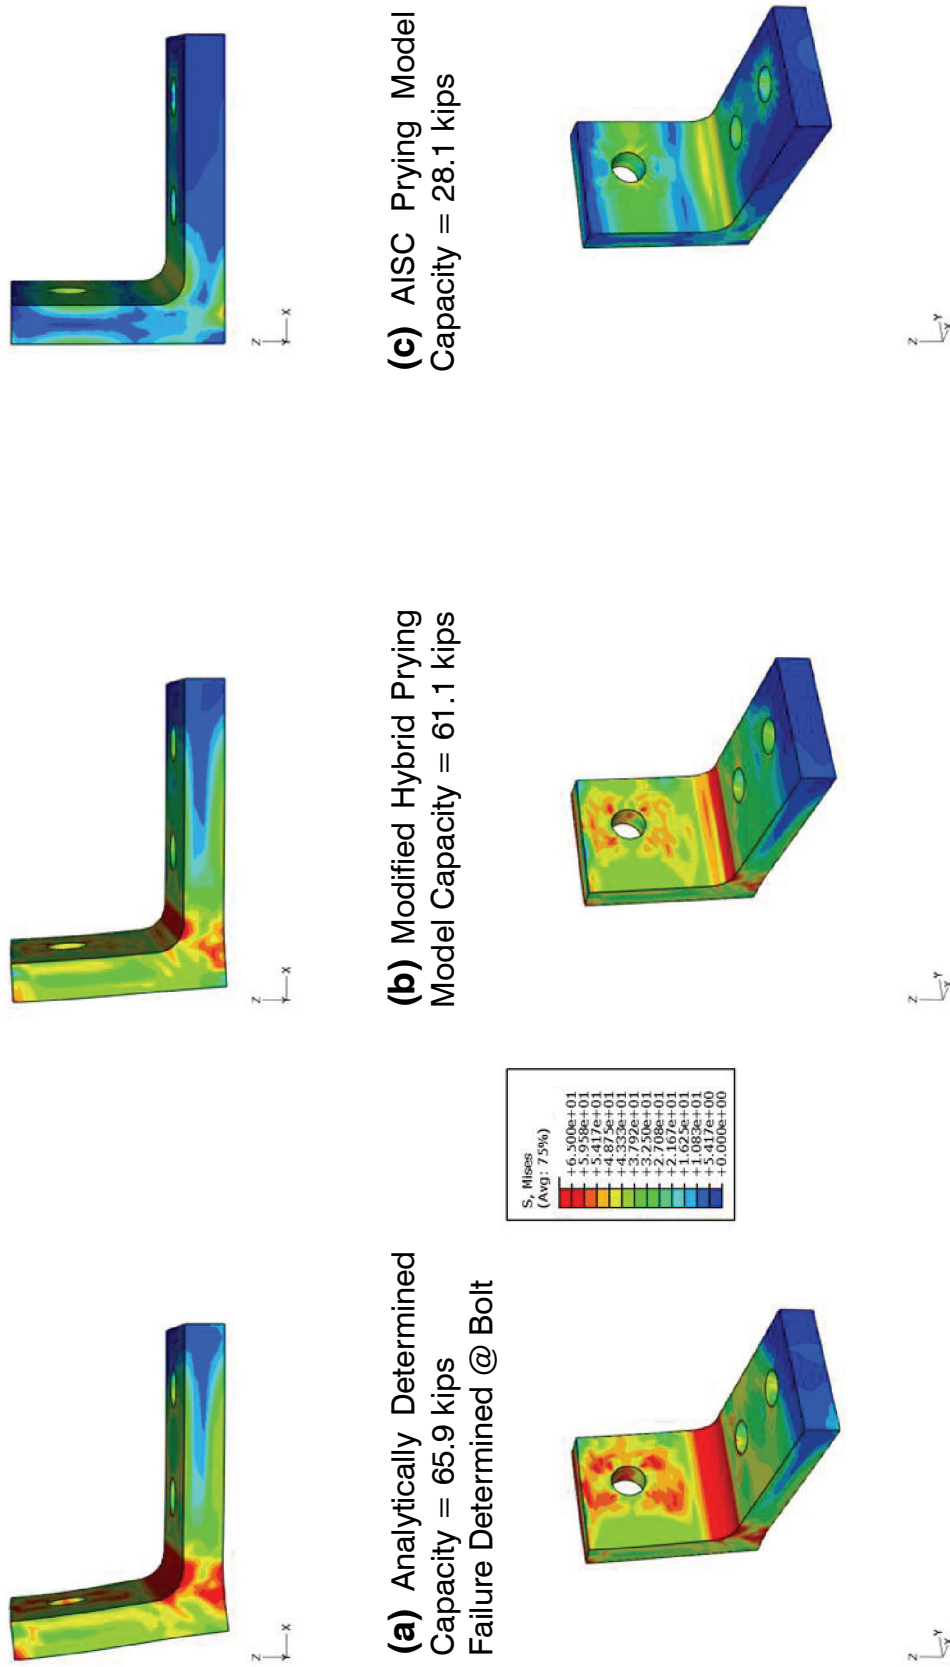 Z
Y
X
Z
Y
X
Z
Y
X
(a) Analytically Determined
Capacity = 65.9 kips
Failure Determined @ Bolt
(b) Modified Hybrid Prying
Model Capacity = 61.1 kips
(c) AISC Prying Model
Capacity = 28.1 kips
S, Mises
(Avg: 75%)
+6.500e+01
+5.958e+01
+5.417e+01
+4.875e+01
+4.333e+01
+3.792e+01
+3.250e+01
+2.708e+01
+2.167e+01
+1.625e+01
+1.083e+01
+5.417e+00
+0.000e+00
Z
Y
X
Z
Y
X
Z
Y
X